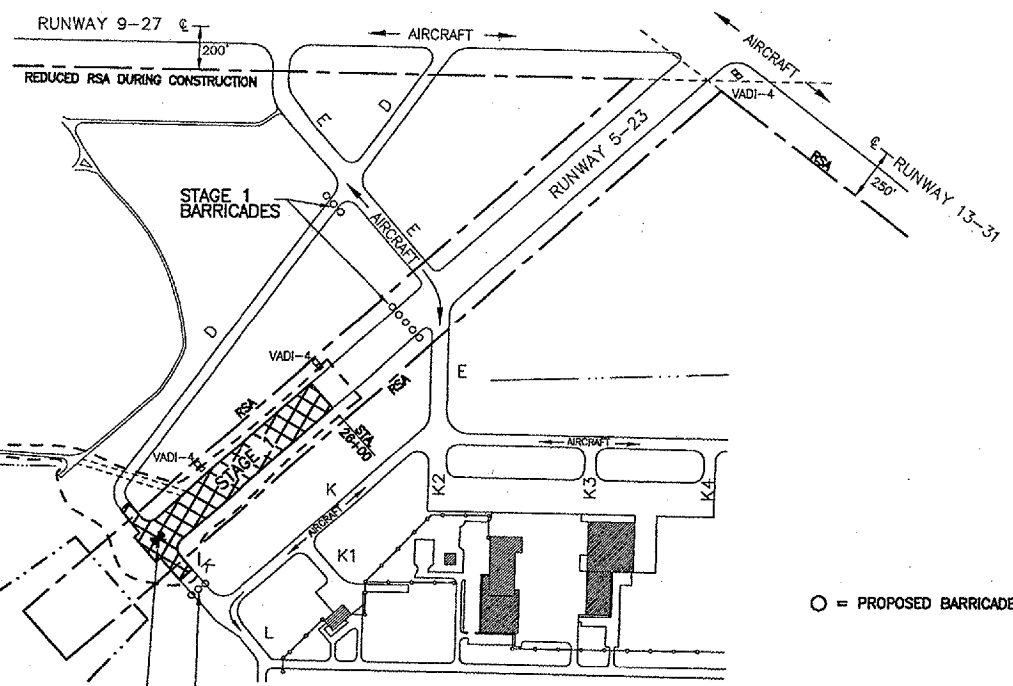 RUNWAY 9-27 ℄
200'
REDUCED RSA DURING CONSTRUCTION
AIRCRAFT
AIRCRAFT
VADI-4
RSA
℄ RUNWAY 13-31
250'
E
D
RUNWAY 5-23
STAGE 1
BARRICADES
AIRCRAFT
E
D
VADI-4
E
RSA
RSA
STA
26+00
AIRCRAFT
VADI-4
STAGE 1
K
K2
K3
K4
AIRCRAFT
K1
K
L
O = PROPOSED BARRICADE